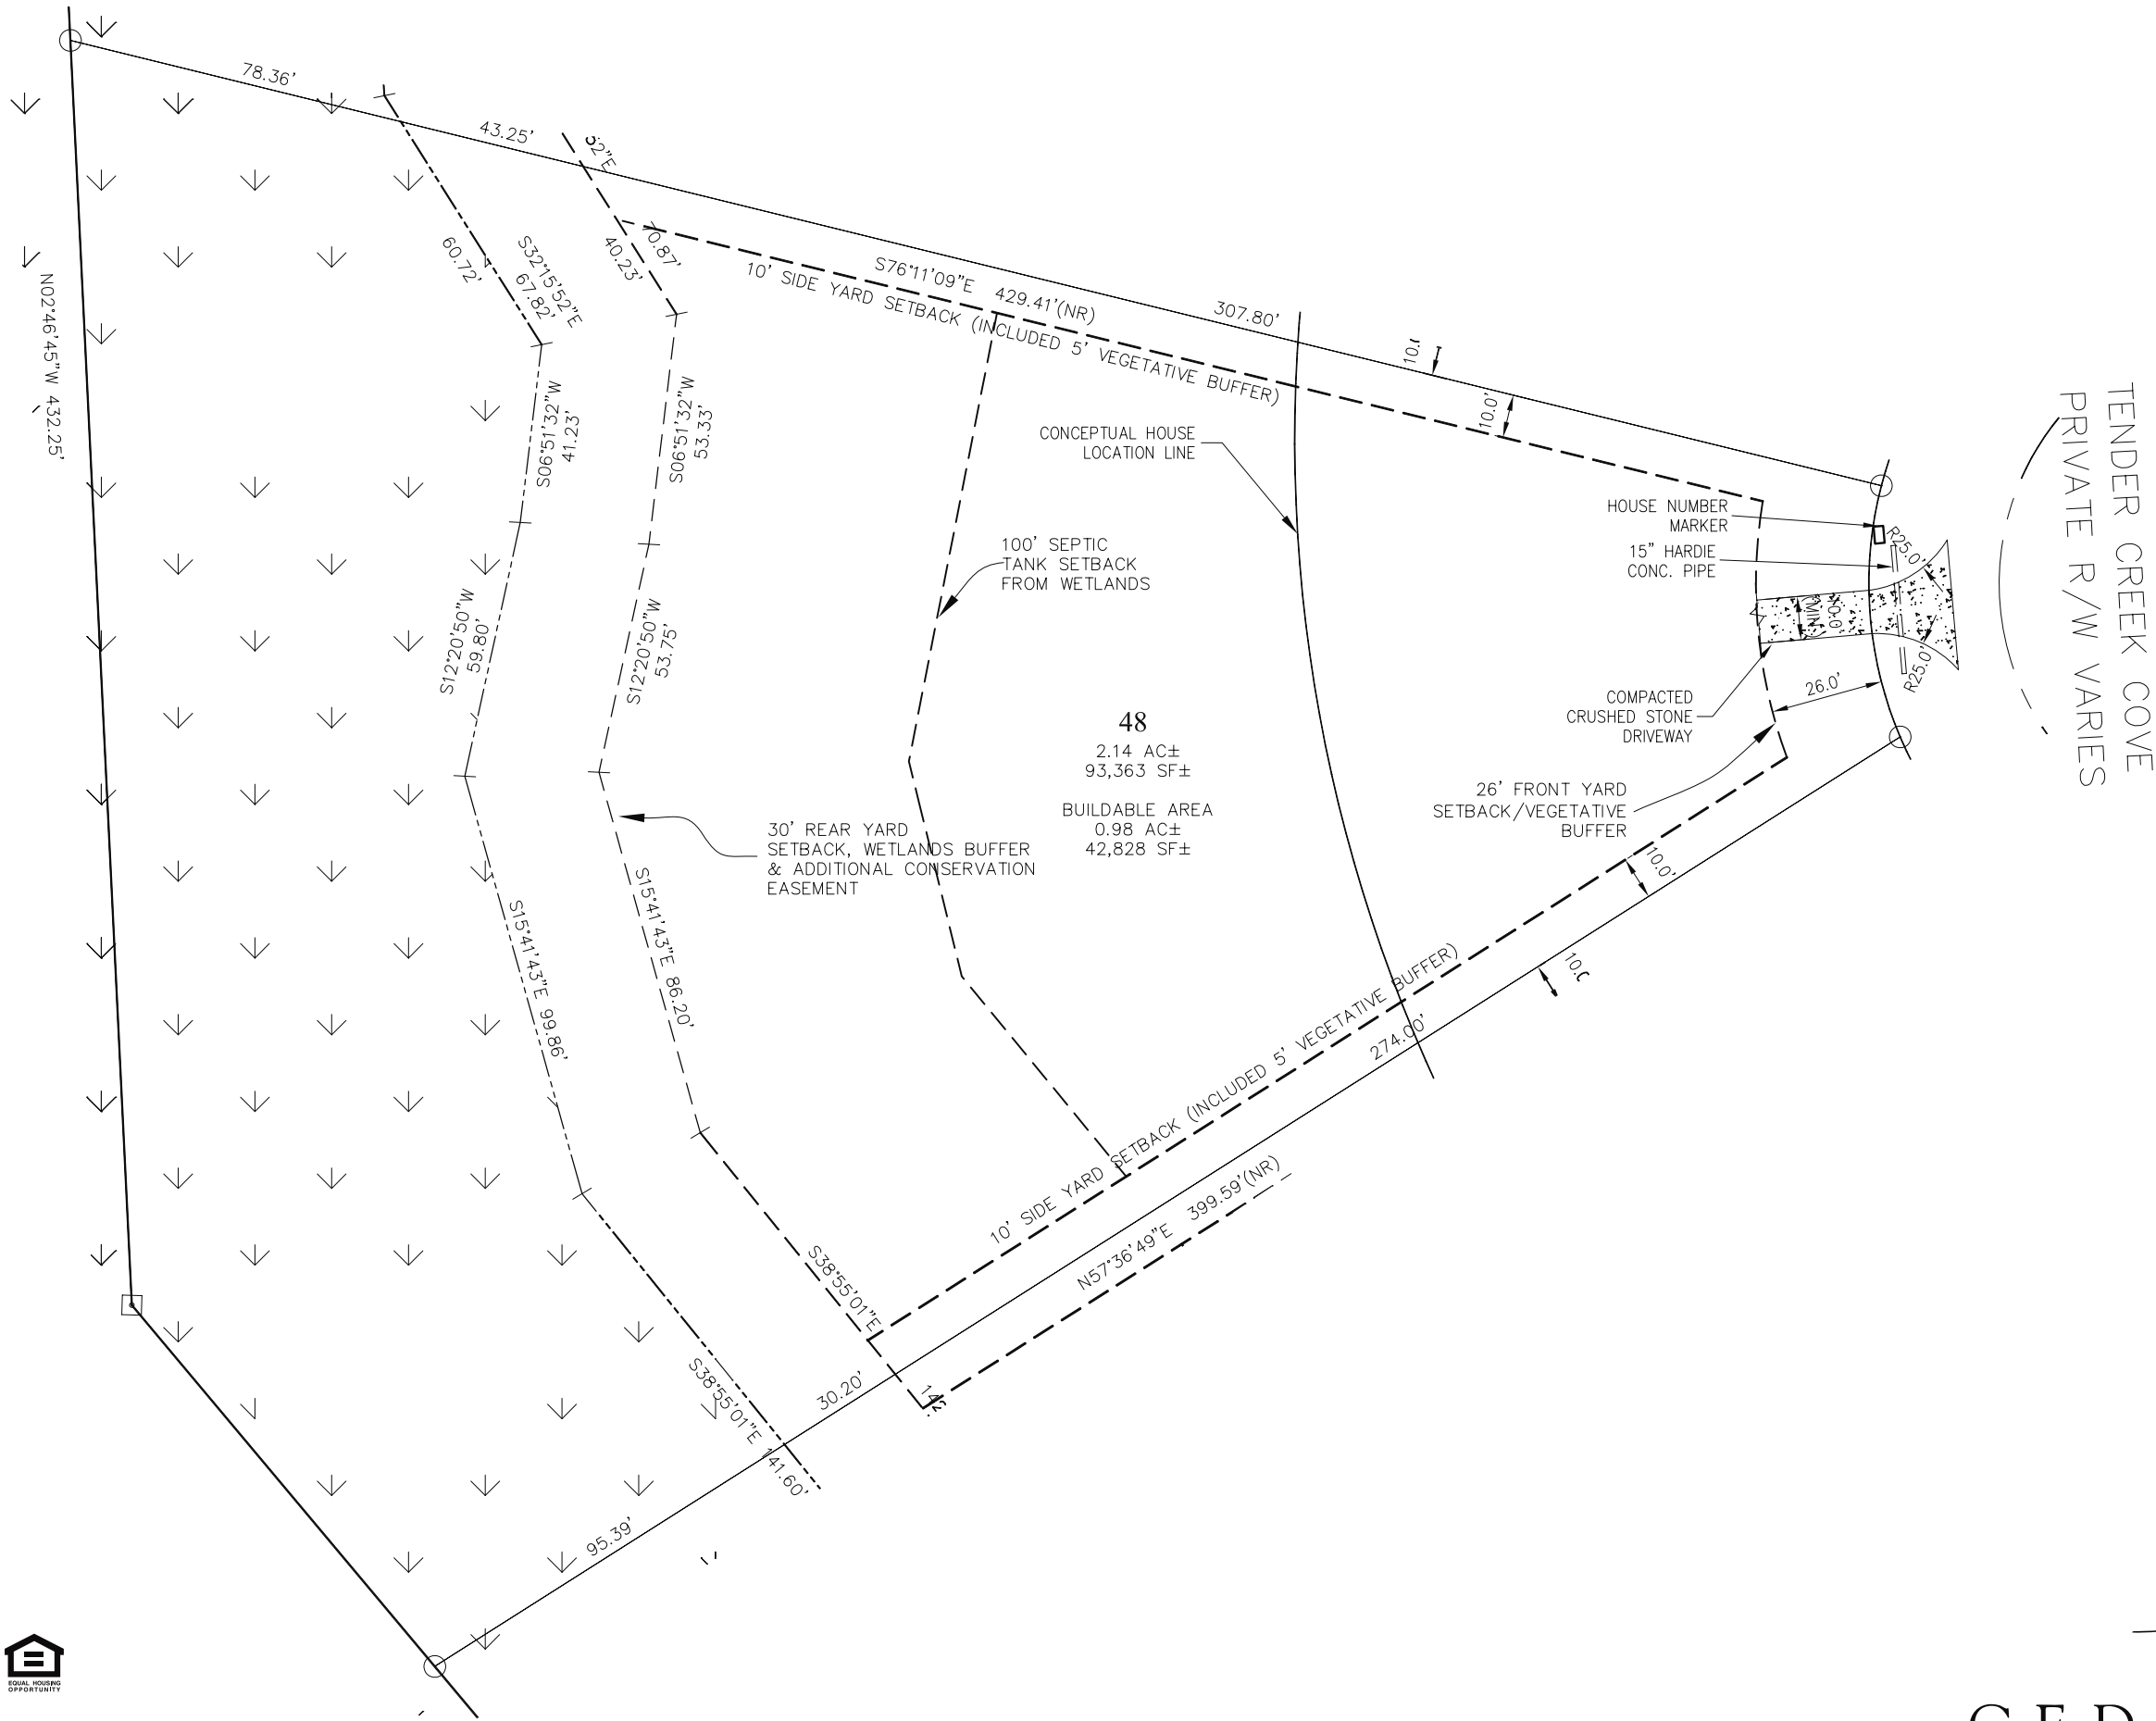 78.36'
43.25'
60.72'
S32°15'52"E
67.82'
40.23'
S76°11'09"E 429.41'(NR)
10' SIDE YARD SETBACK (INCLUDED 5' VEGETATIVE BUFFER)
307.80'
10.0'
N02°46'45"W 432.25'
S06°51'32"W
41.23'
S06°51'32"W
53.33'
CONCEPTUAL HOUSE
LOCATION LINE
HOUSE NUMBER
MARKER
15" HARDIE
CONC. PIPE
R25.0'
TENDER CREEK COVE
PRIVATE R/W VARIES
100' SEPTIC
TANK SETBACK
FROM WETLANDS
10.0
(MIN)
R25.0'
26.0'
S12°20'50"W
59.80'
S12°20'50"W
53.75'
COMPACTED
CRUSHED STONE
DRIVEWAY
48
2.14 AC±
93,363 SF±
BUILDABLE AREA
0.98 AC±
42,828 SF±
26' FRONT YARD
SETBACK/VEGETATIVE
BUFFER
30' REAR YARD
SETBACK, WETLANDS BUFFER
& ADDITIONAL CONSERVATION
EASEMENT
S15°41'43"E 99.86'
S15°41'43"E 86.20'
10.0'
274.00'
10' SIDE YARD SETBACK (INCLUDED 5' VEGETATIVE BUFFER)
N57°36'49"E 399.59'(NR)
S38°55'01"E
S38°55'01"E 141.60'
30.20'
95.39'
EQUAL HOUSING
OPPORTUNITY